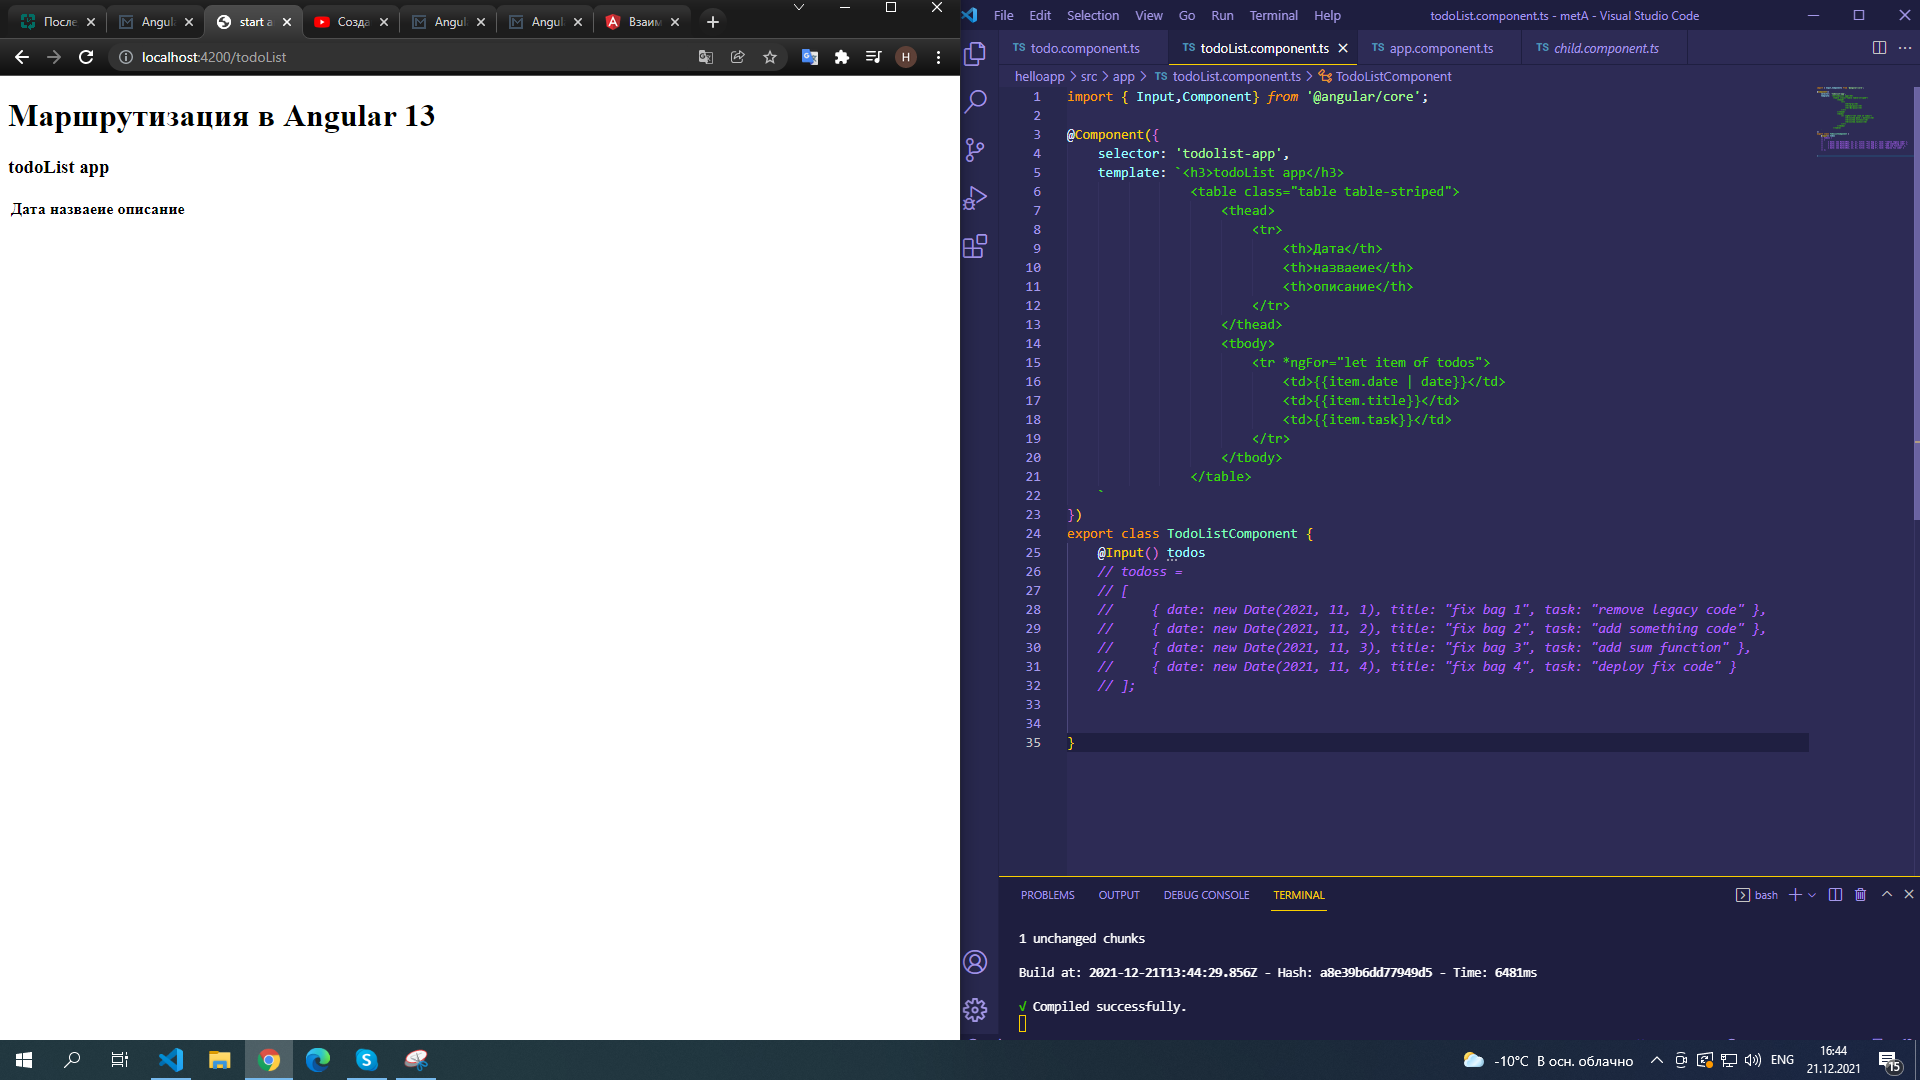 После
Angul
start a
Созда
Angul
Angul
Взаим
localhost:4200/todoList
Н
Маршрутизация в Angular 13
todoList app
Датаназваеие описание
File Edit Selection View Go Run Terminal Help
todoList.component.ts - metA - Visual Studio Code
TS todo.component.ts
TS todoList.component.ts
TS app.component.ts
TS child.component.ts
helloapp > src > app > TS todoList.component.ts > TodoListComponent
1 import { Input,Component} from '@angular/core';
2
3 @Component({
4 selector: 'todolist-app',
5 template: `<h3>todoList app</h3>
6 <table class="table table-striped">
7 <thead>
8 <tr>
9 <th>Дата</th>
10 <th>назваеие</th>
11 <th>описание</th>
12 </tr>
13 </thead>
14 <tbody>
15 <tr *ngFor="let item of todos">
16 <td>{{item.date | date}}</td>
17 <td>{{item.title}}</td>
18 <td>{{item.task}}</td>
19 </tr>
20 </tbody>
21 </table>
22 `
23 })
24 export class TodoListComponent {
25 @Input() todos
26 // todoss =
27 // [
28 // { date: new Date(2021, 11, 1), title: "fix bag 1", task: "remove legacy code" },
29 // { date: new Date(2021, 11, 2), title: "fix bag 2", task: "add something code" },
30 // { date: new Date(2021, 11, 3), title: "fix bag 3", task: "add sum function" },
31 // { date: new Date(2021, 11, 4), title: "fix bag 4", task: "deploy fix code" }
32 // ];
33
34
35 }
PROBLEMS OUTPUT DEBUG CONSOLE TERMINAL
bash
1 unchanged chunks
Build at: 2021-12-21T13:44:29.856Z - Hash: a8e39b6dd77949d5 - Time: 6481ms
√ Compiled successfully.
-10°C В осн. облачно
ENG
16:44
21.12.2021
15